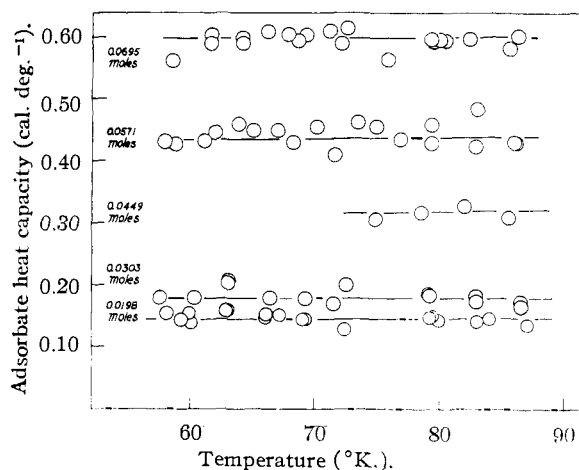 Adsorbate heat capacity (cal. deg.⁻¹).
0.60
0.0695
moles
0.50
0.0571
moles
0.40
0.30
0.0449
moles
0.20
0.0303
moles
0.0198
moles
0.10
60
70
80
90
Temperature (°K.).